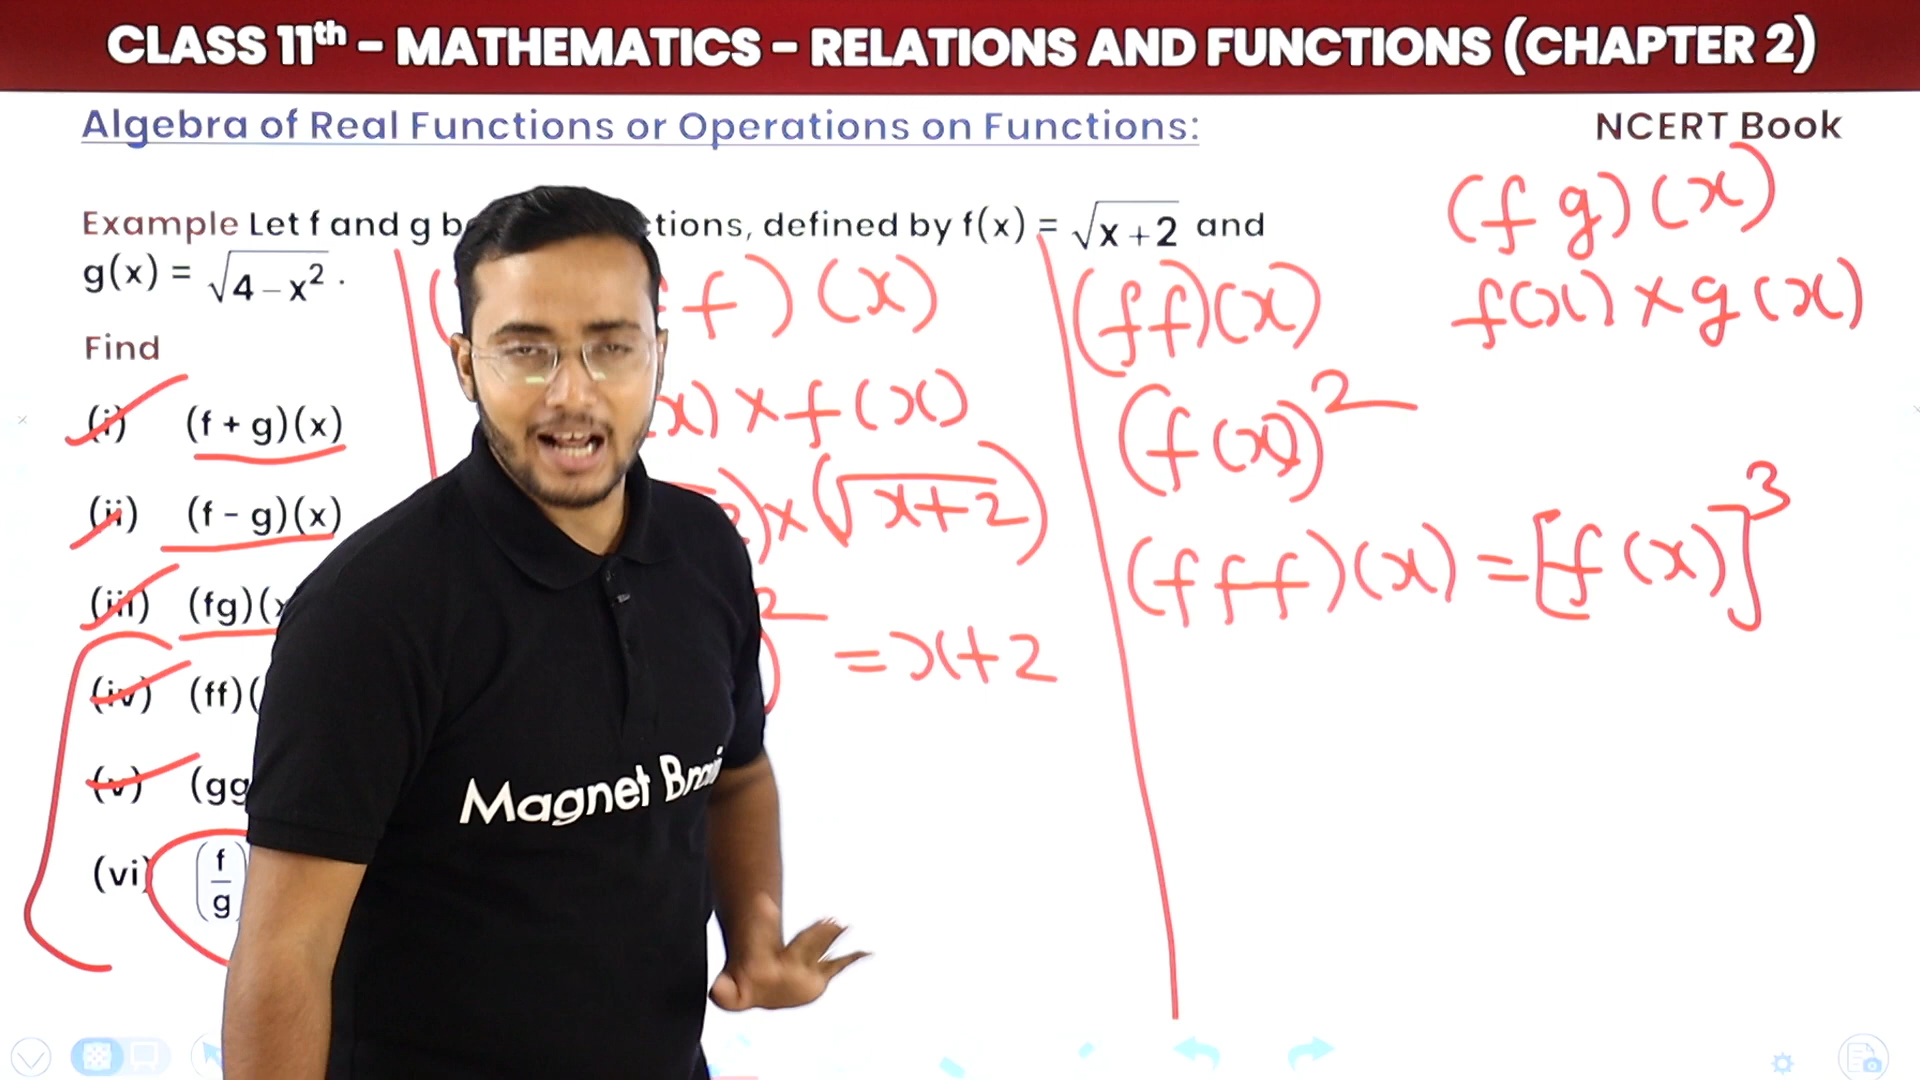 CLASS 11th – MATHEMATICS – RELATIONS AND FUNCTIONS (CHAPTER 2)
Algebra of Real Functions or Operations on Functions:
NCERT Book
Example Let f and g b tions, defined by f(x) = √(x + 2) and
g(x) = √(4 – x²) .
Find
(i) (f + g)(x)
(ii) (f - g)(x)
(iii) (fg)(x
(iv) (ff)(
(v) (gg
(vi) (f/g
f) (x)
x) × f(x)
) × (√(x+2))
2
= x+2
(ff)(x)
(f(x))²
(fff)(x) = [f(x)]³
(fg)(x)
f(x) × g(x)
Magnet Brai